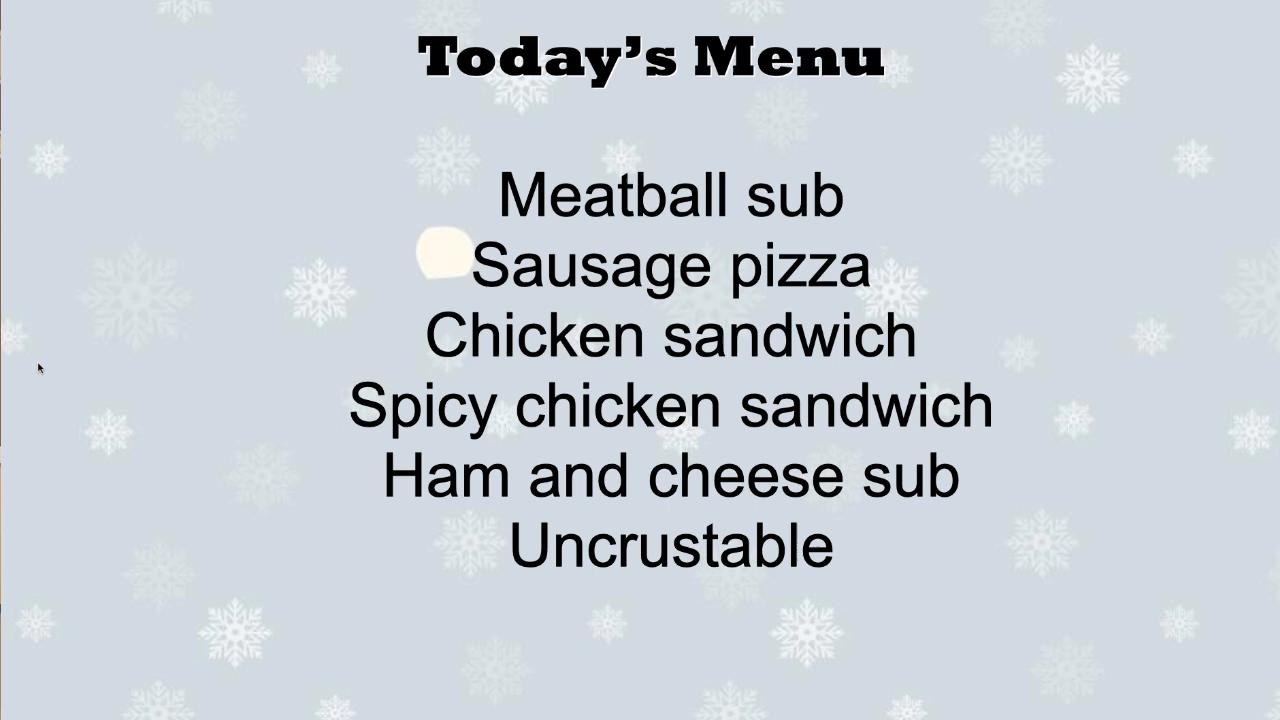 Today’s Menu
Meatball sub
Sausage pizza
Chicken sandwich
Spicy chicken sandwich
Ham and cheese sub
Uncrustable